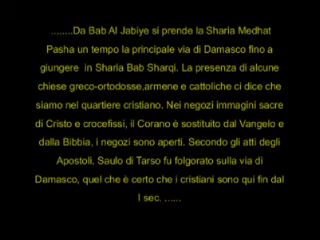 ........Da Bab Al Jabiye si prende la Sharia Medhat
Pasha un tempo la principale via di Damasco fino a
giungere  in Sharia Bab Sharqi. La presenza di alcune
chiese greco-ortodosse,armene e cattoliche ci dice che
siamo nel quartiere cristiano. Nei negozi immagini sacre
di Cristo e crocefissi, il Corano è sostituito dal Vangelo e
dalla Bibbia, i negozi sono aperti. Secondo gli atti degli
Apostoli, Saulo di Tarso fu folgorato sulla via di
Damasco, quel che è certo che i cristiani sono qui fin dal
I sec. ......